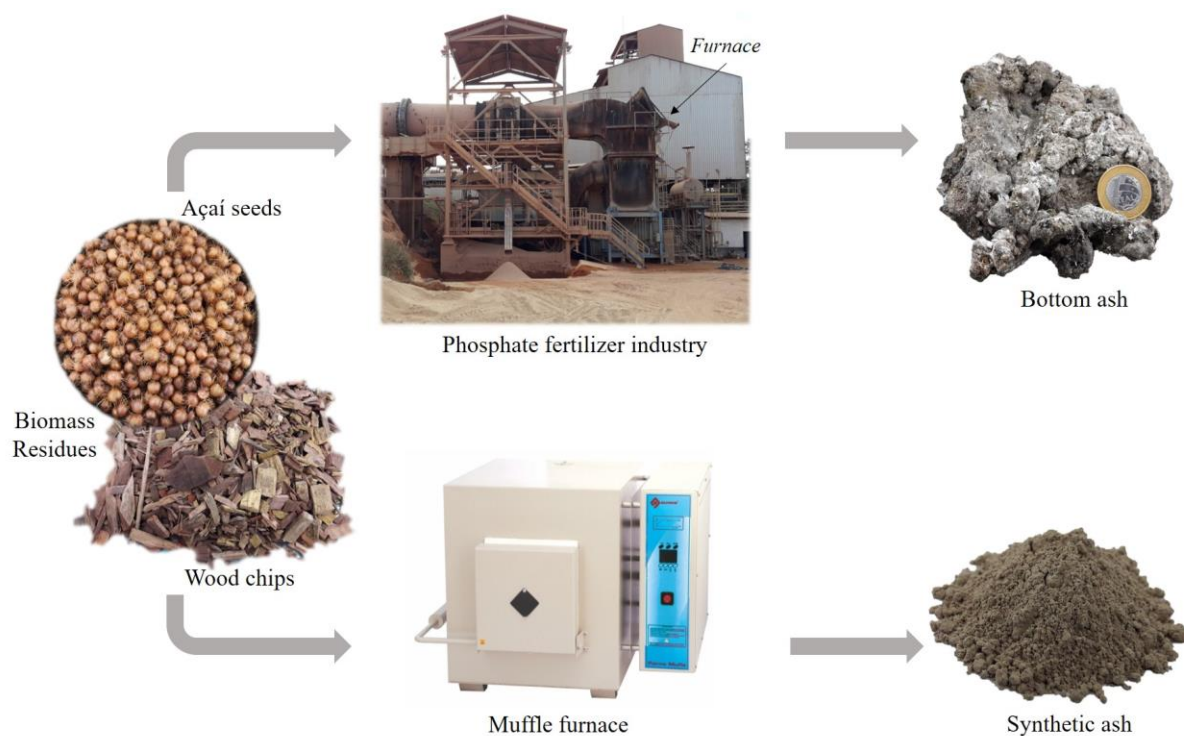 Furnace
Açaí seeds
Bottom ash
Phosphate fertilizer industry
Biomass
Residues
Wood chips
Muffle furnace
Synthetic ash